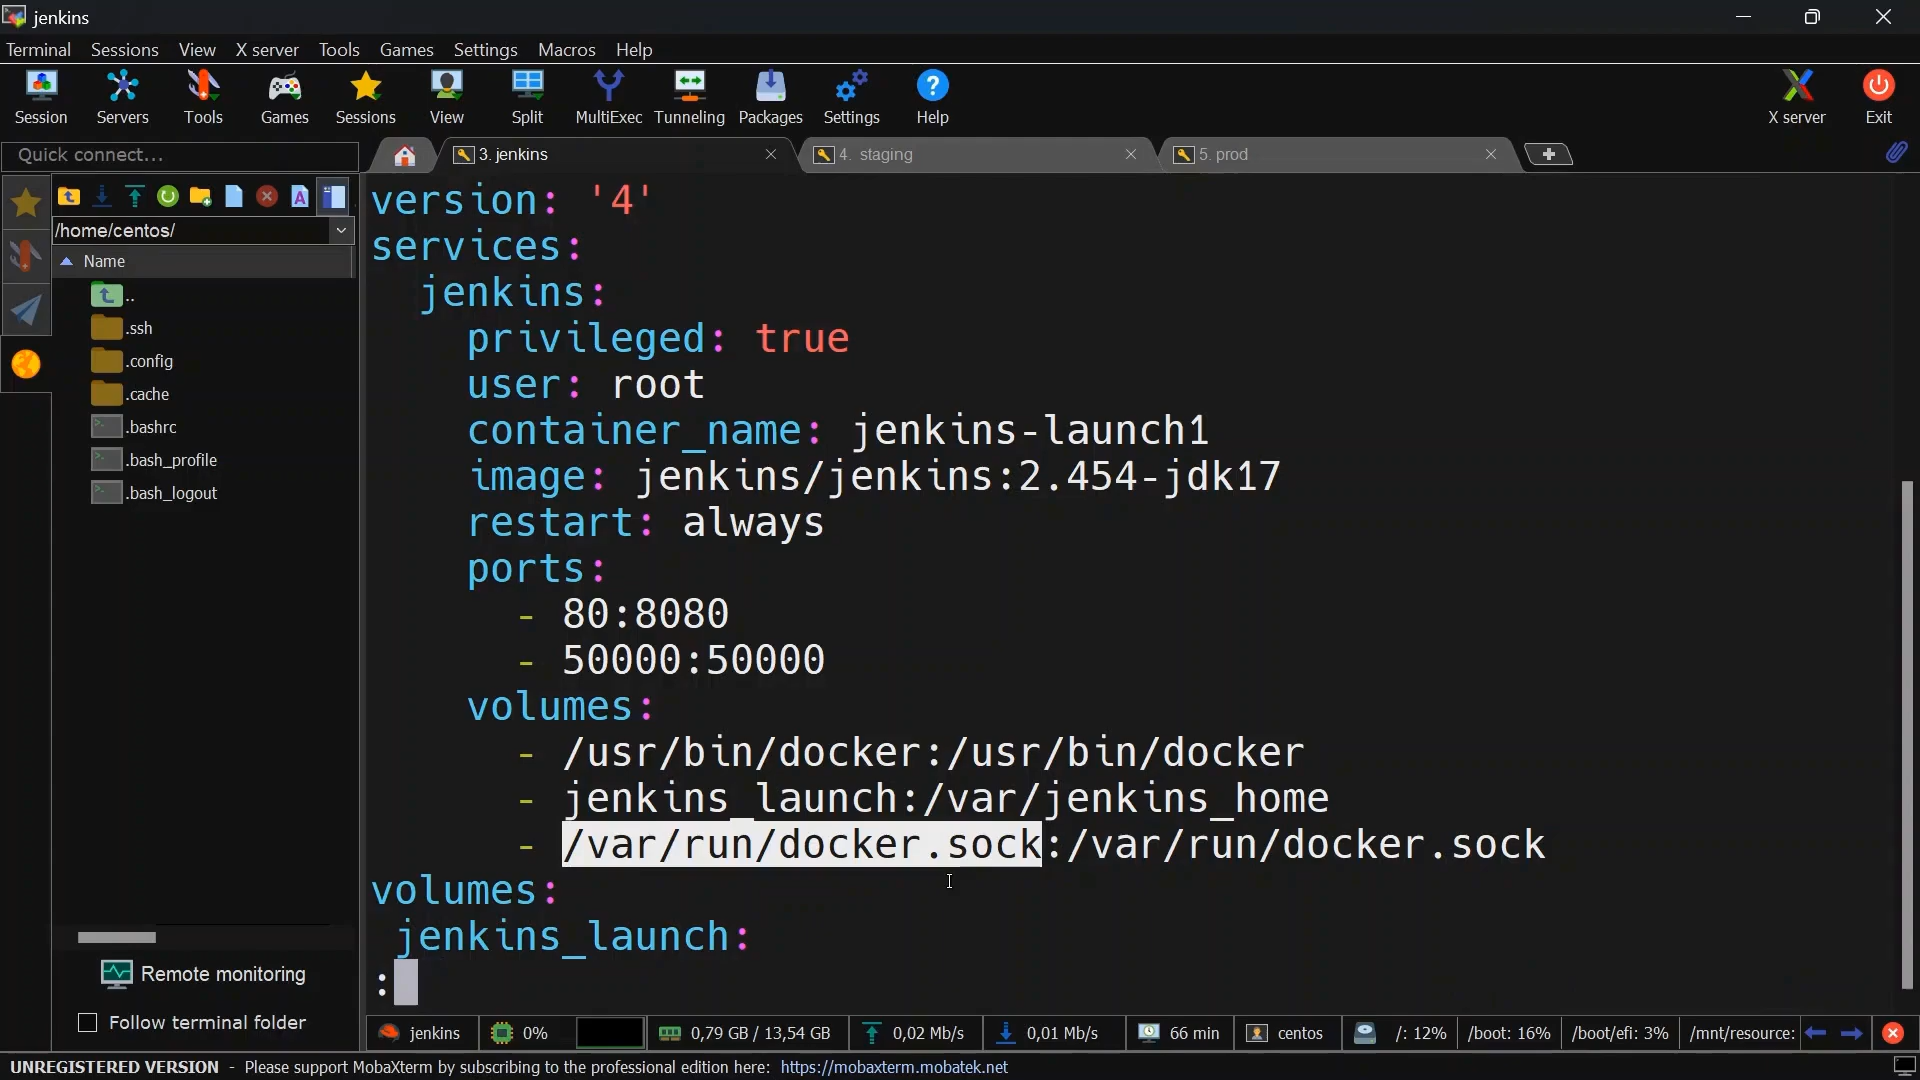 jenkins
Terminal Sessions View X server Tools Games Settings Macros Help
Session Servers Tools Games Sessions View Split MultiExec Tunneling Packages Settings Help X server Exit
Quick connect...
3. jenkins
4. staging
5. prod
/home/centos/
Name
..
.ssh
.config
.cache
.bashrc
.bash_profile
.bash_logout
Remote monitoring
Follow terminal folder
version: '4'
services:
  jenkins:
    privileged: true
    user: root
    container_name: jenkins-launch1
    image: jenkins/jenkins:2.454-jdk17
    restart: always
    ports:
      - 80:8080
      - 50000:50000
    volumes:
      - /usr/bin/docker:/usr/bin/docker
      - jenkins_launch:/var/jenkins_home
      - /var/run/docker.sock:/var/run/docker.sock
volumes:
 jenkins_launch:
:
jenkins 0% 0,79 GB / 13,54 GB 0,02 Mb/s 0,01 Mb/s 66 min centos /: 12% /boot: 16% /boot/efi: 3% /mnt/resource:
UNREGISTERED VERSION - Please support MobaXterm by subscribing to the professional edition here: https://mobaxterm.mobatek.net